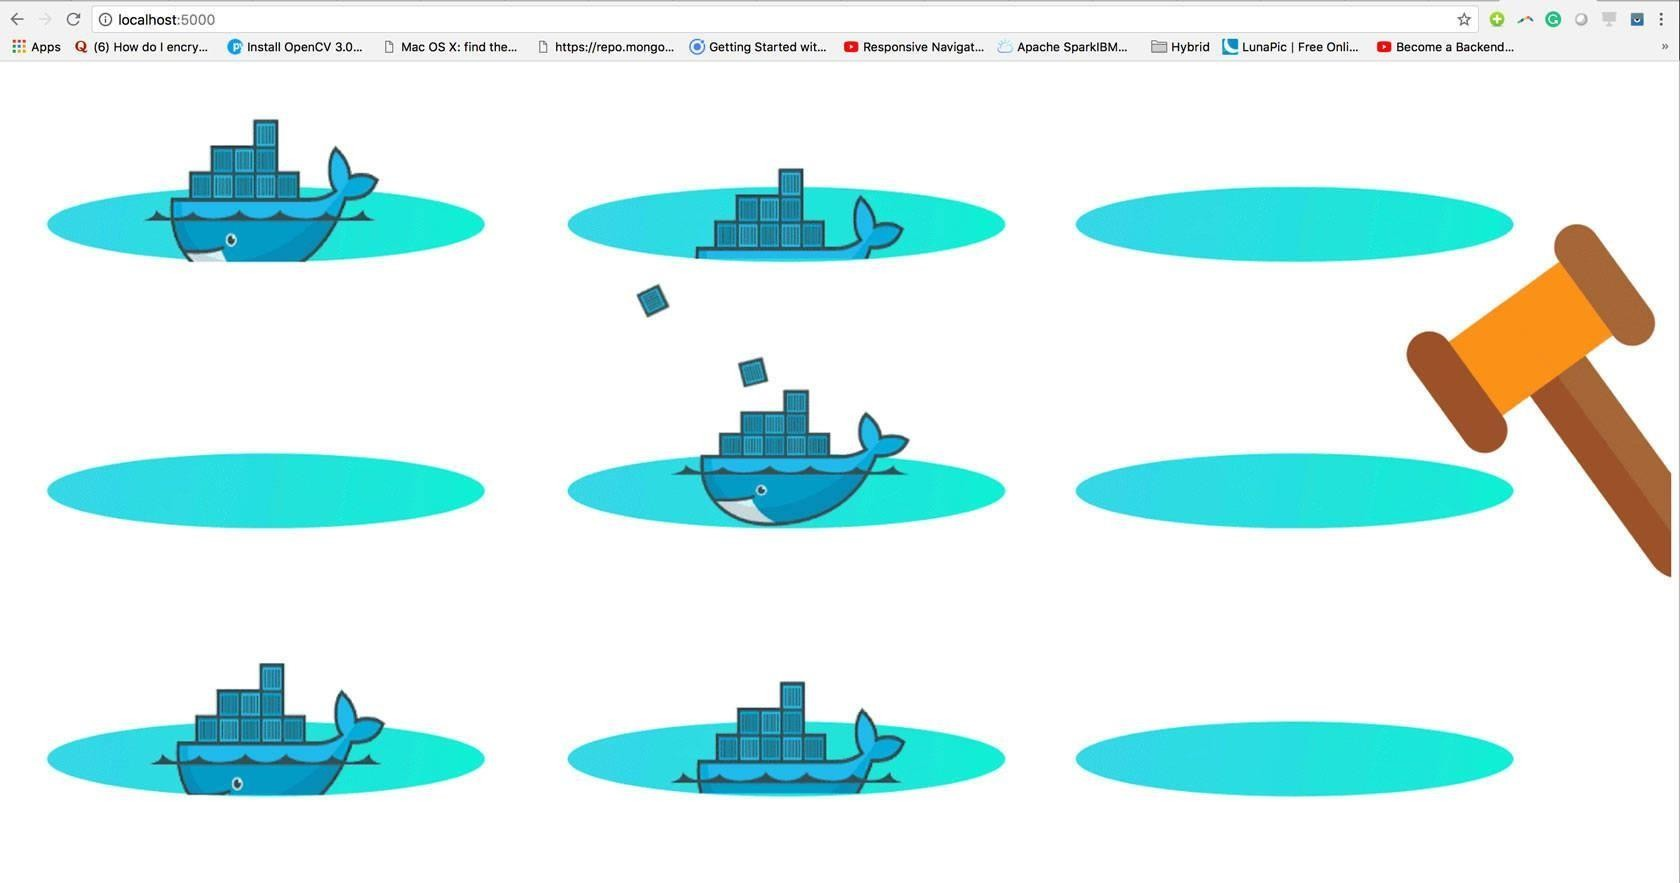 localhost:5000
Apps (6) How do I encry... Install OpenCV 3.0... Mac OS X: find the... https://repo.mongo... Getting Started wit... Responsive Navigat... Apache SparkIBM... Hybrid LunaPic | Free Onli... Become a Backend... »